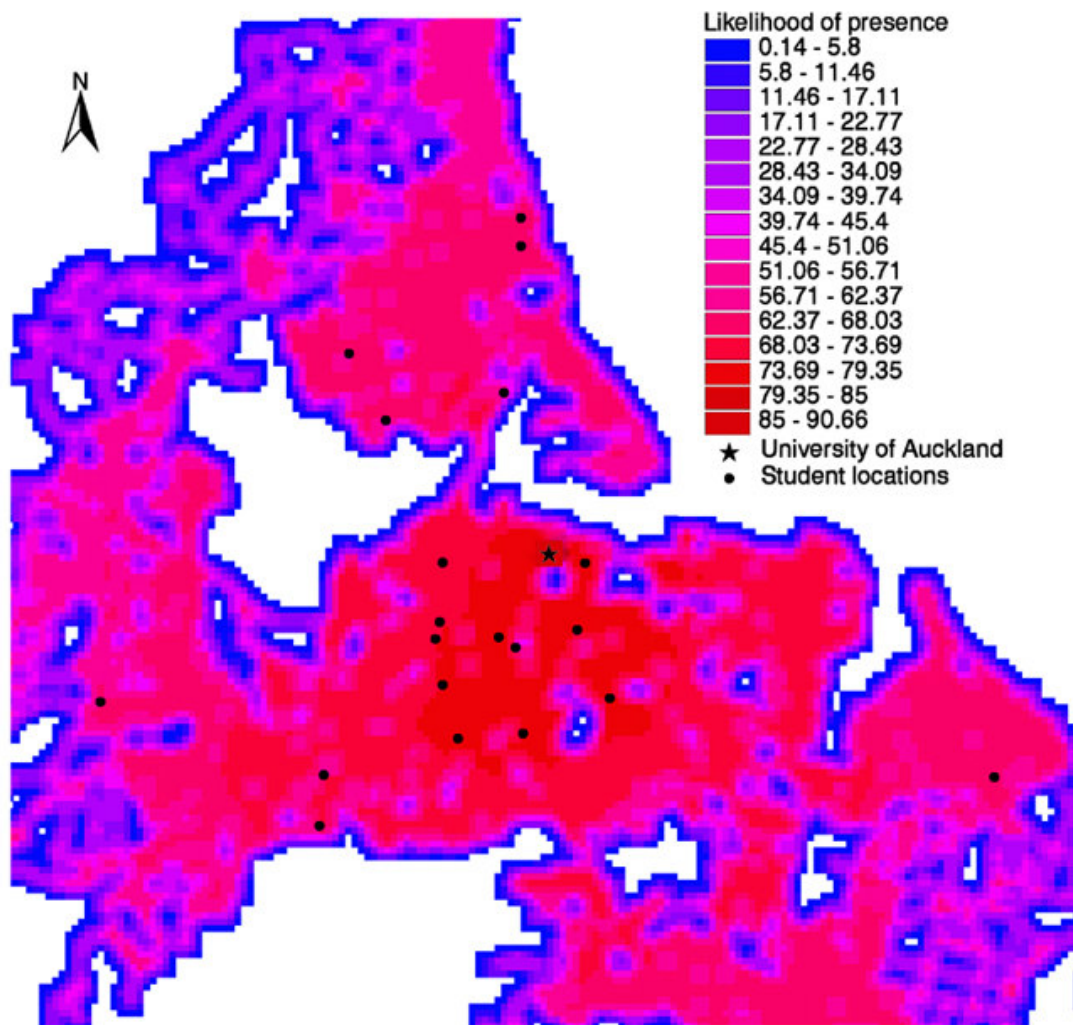 Likelihood of presence
0.14 - 5.8
5.8 - 11.46
11.46 - 17.11
17.11 - 22.77
22.77 - 28.43
28.43 - 34.09
34.09 - 39.74
39.74 - 45.4
45.4 - 51.06
51.06 - 56.71
56.71 - 62.37
62.37 - 68.03
68.03 - 73.69
73.69 - 79.35
79.35 - 85
85 - 90.66
University of Auckland
Student locations
N